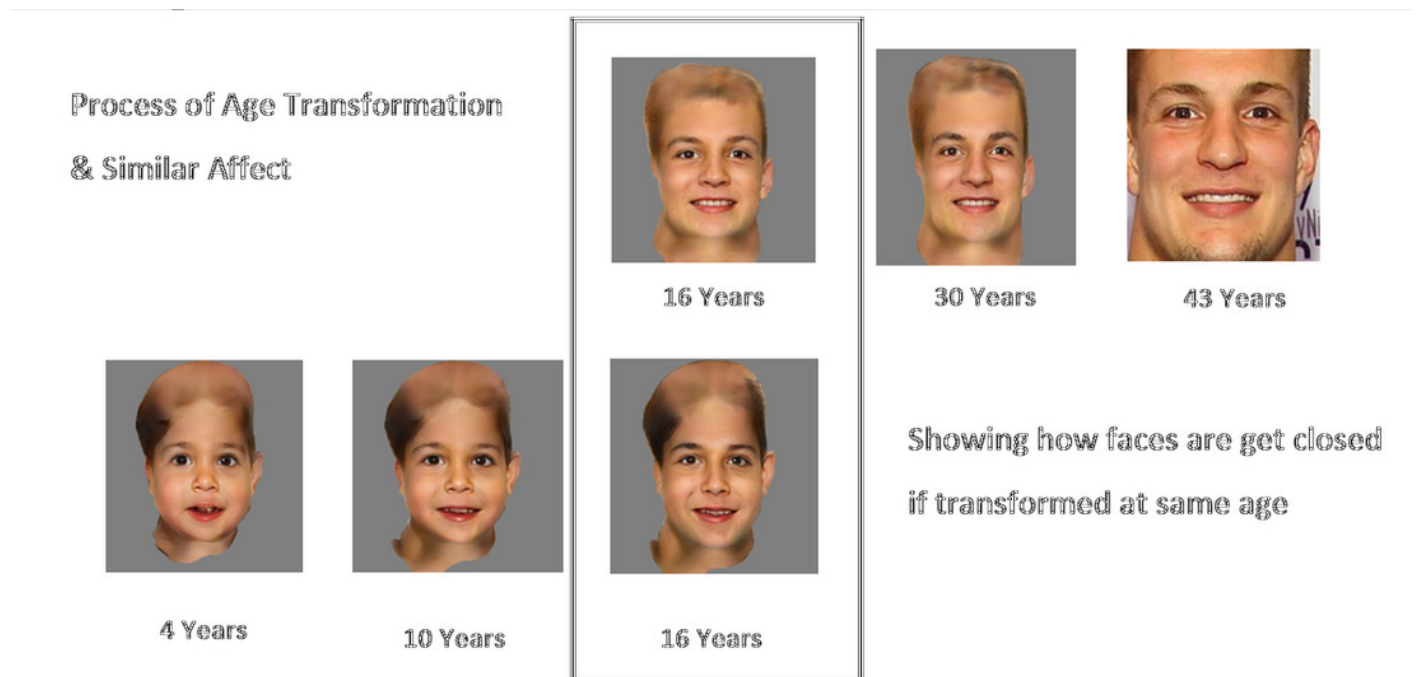 Process of Age Transformation
& Similar Affect
16 Years
30 Years
43 Years
Showing how faces are get closed
if transformed at same age
4 Years
10 Years
16 Years